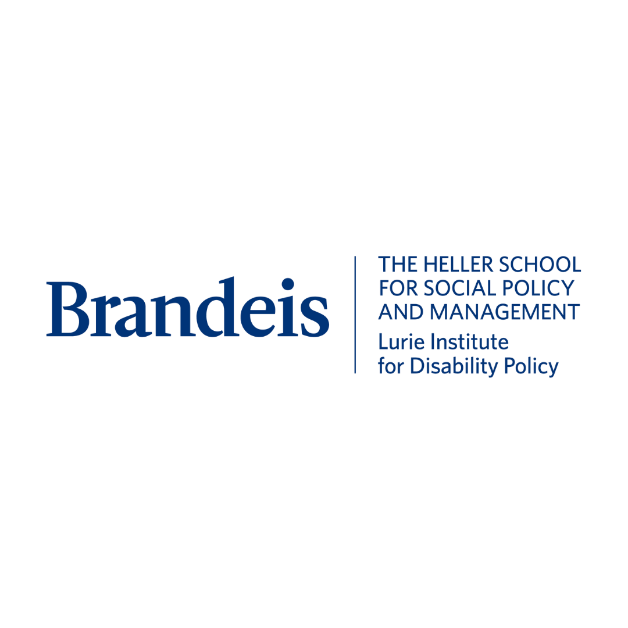 Brandeis
THE HELLER SCHOOL
FOR SOCIAL POLICY
AND MANAGEMENT
Lurie Institute
for Disability Policy